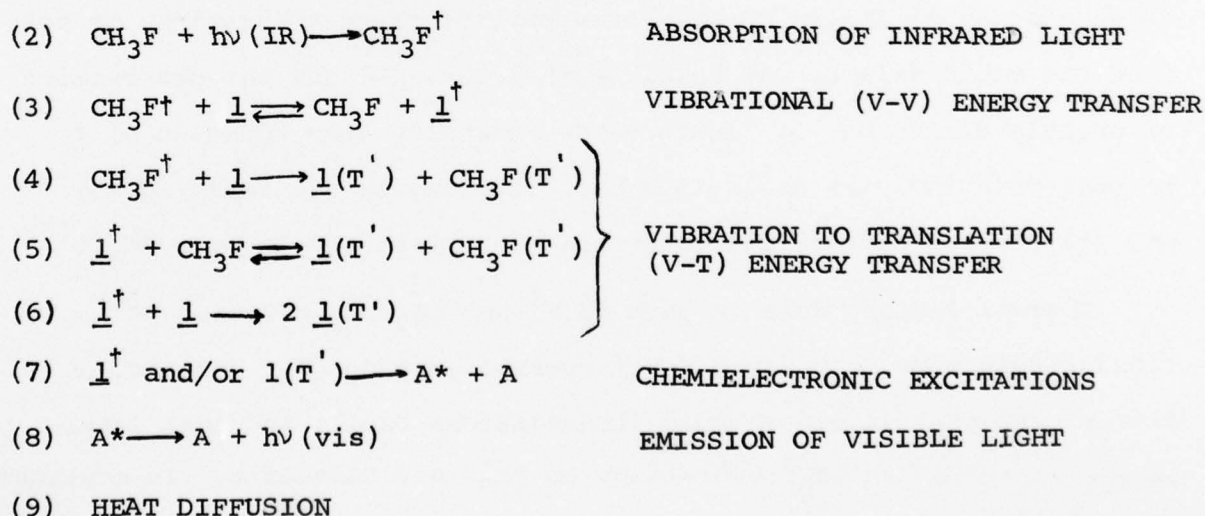 (2) CH₃F + hν(IR)⟶CH₃F† ABSORPTION OF INFRARED LIGHT
(3) CH₃F† + 1 ⇌ CH₃F + 1† VIBRATIONAL (V-V) ENERGY TRANSFER
(4) CH₃F† + 1 ⟶ 1(T') + CH₃F(T')
(5) 1† + CH₃F ⇌ 1(T') + CH₃F(T') VIBRATION TO TRANSLATION
(V-T) ENERGY TRANSFER
(6) 1† + 1 ⟶ 2 1(T')
(7) 1† and/or 1(T')⟶A* + A CHEMIELECTRONIC EXCITATIONS
(8) A*⟶A + hν(vis) EMISSION OF VISIBLE LIGHT
(9) HEAT DIFFUSION